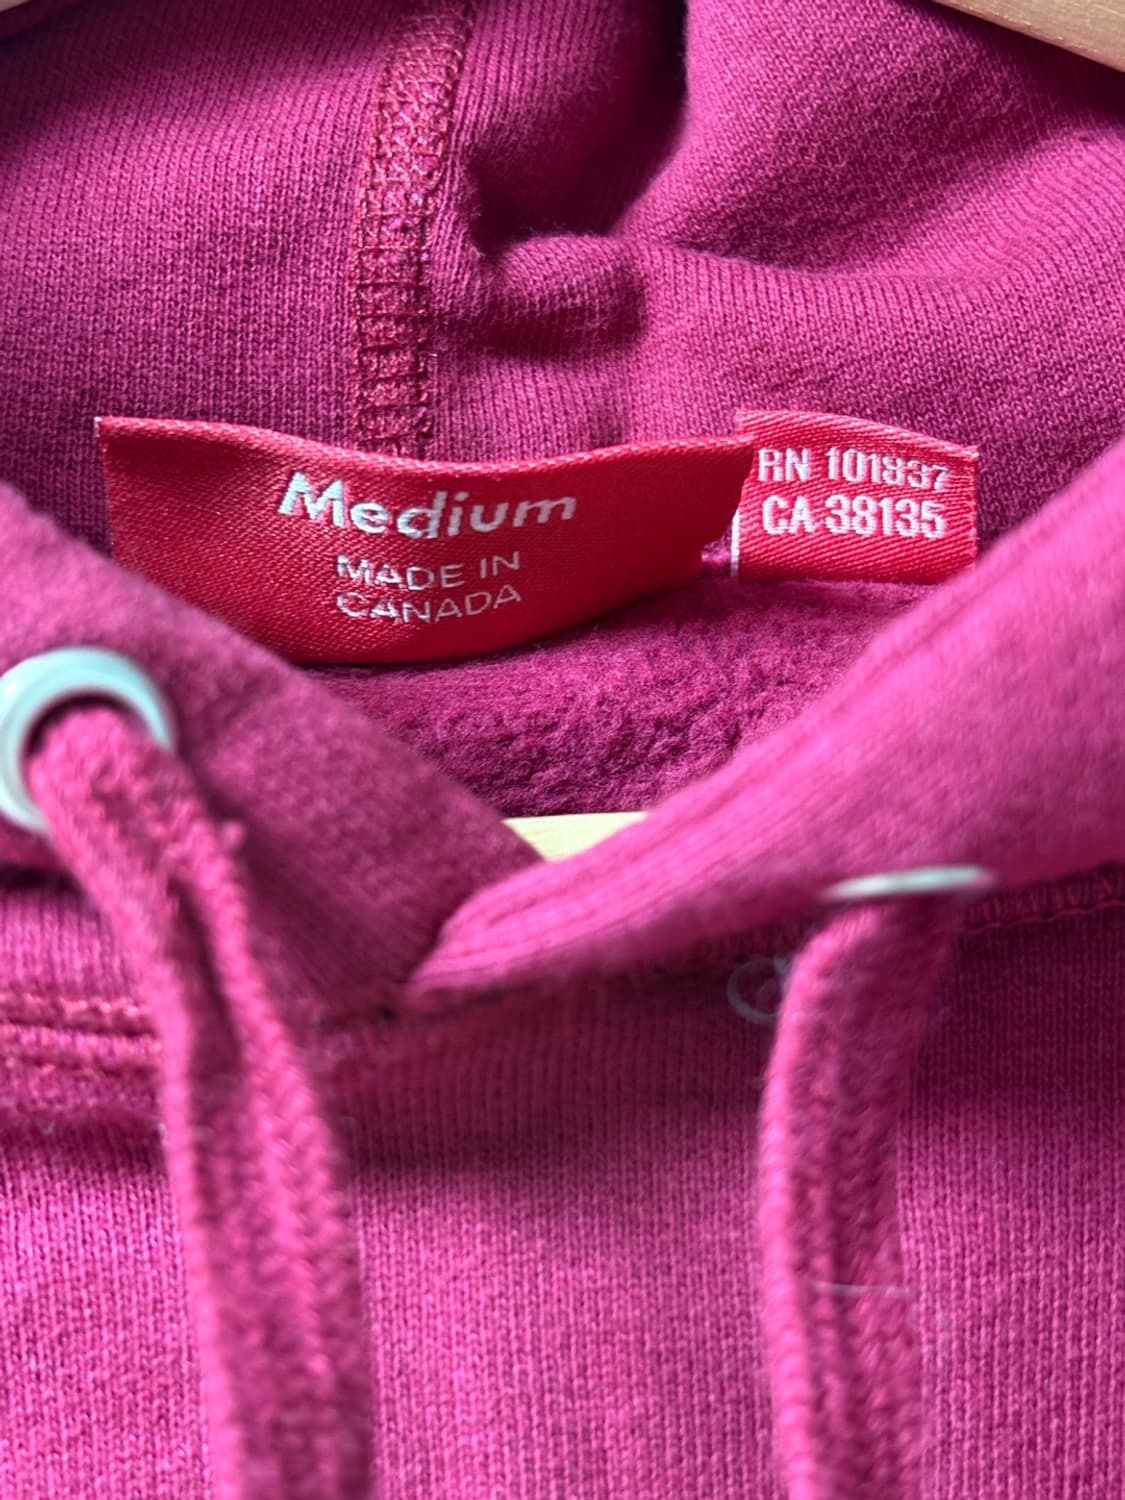 Medium
MADE IN
CANADA
RN 101837
CA 38135